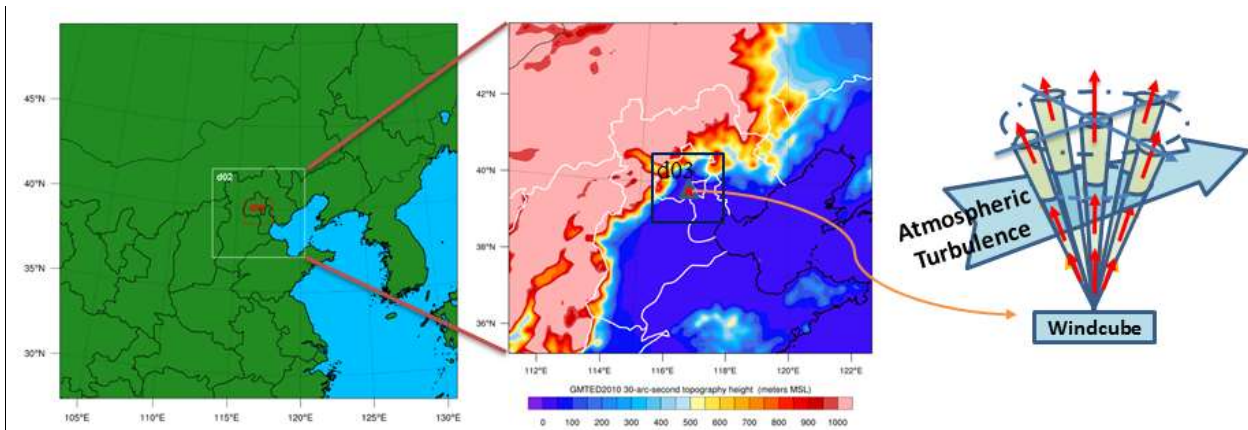 45°N
40°N
35°N
30°N
105°E 110°E 115°E 120°E 125°E 130°E
d02
42°N
40°N
38°N
36°N
d03
112°E 114°E 116°E 118°E 120°E 122°E
GMTED2010 30-arc-second topography height (meters MSL)
0 100 200 300 400 500 600 700 800 900 1000
Atmospheric
Turbulence
Windcube